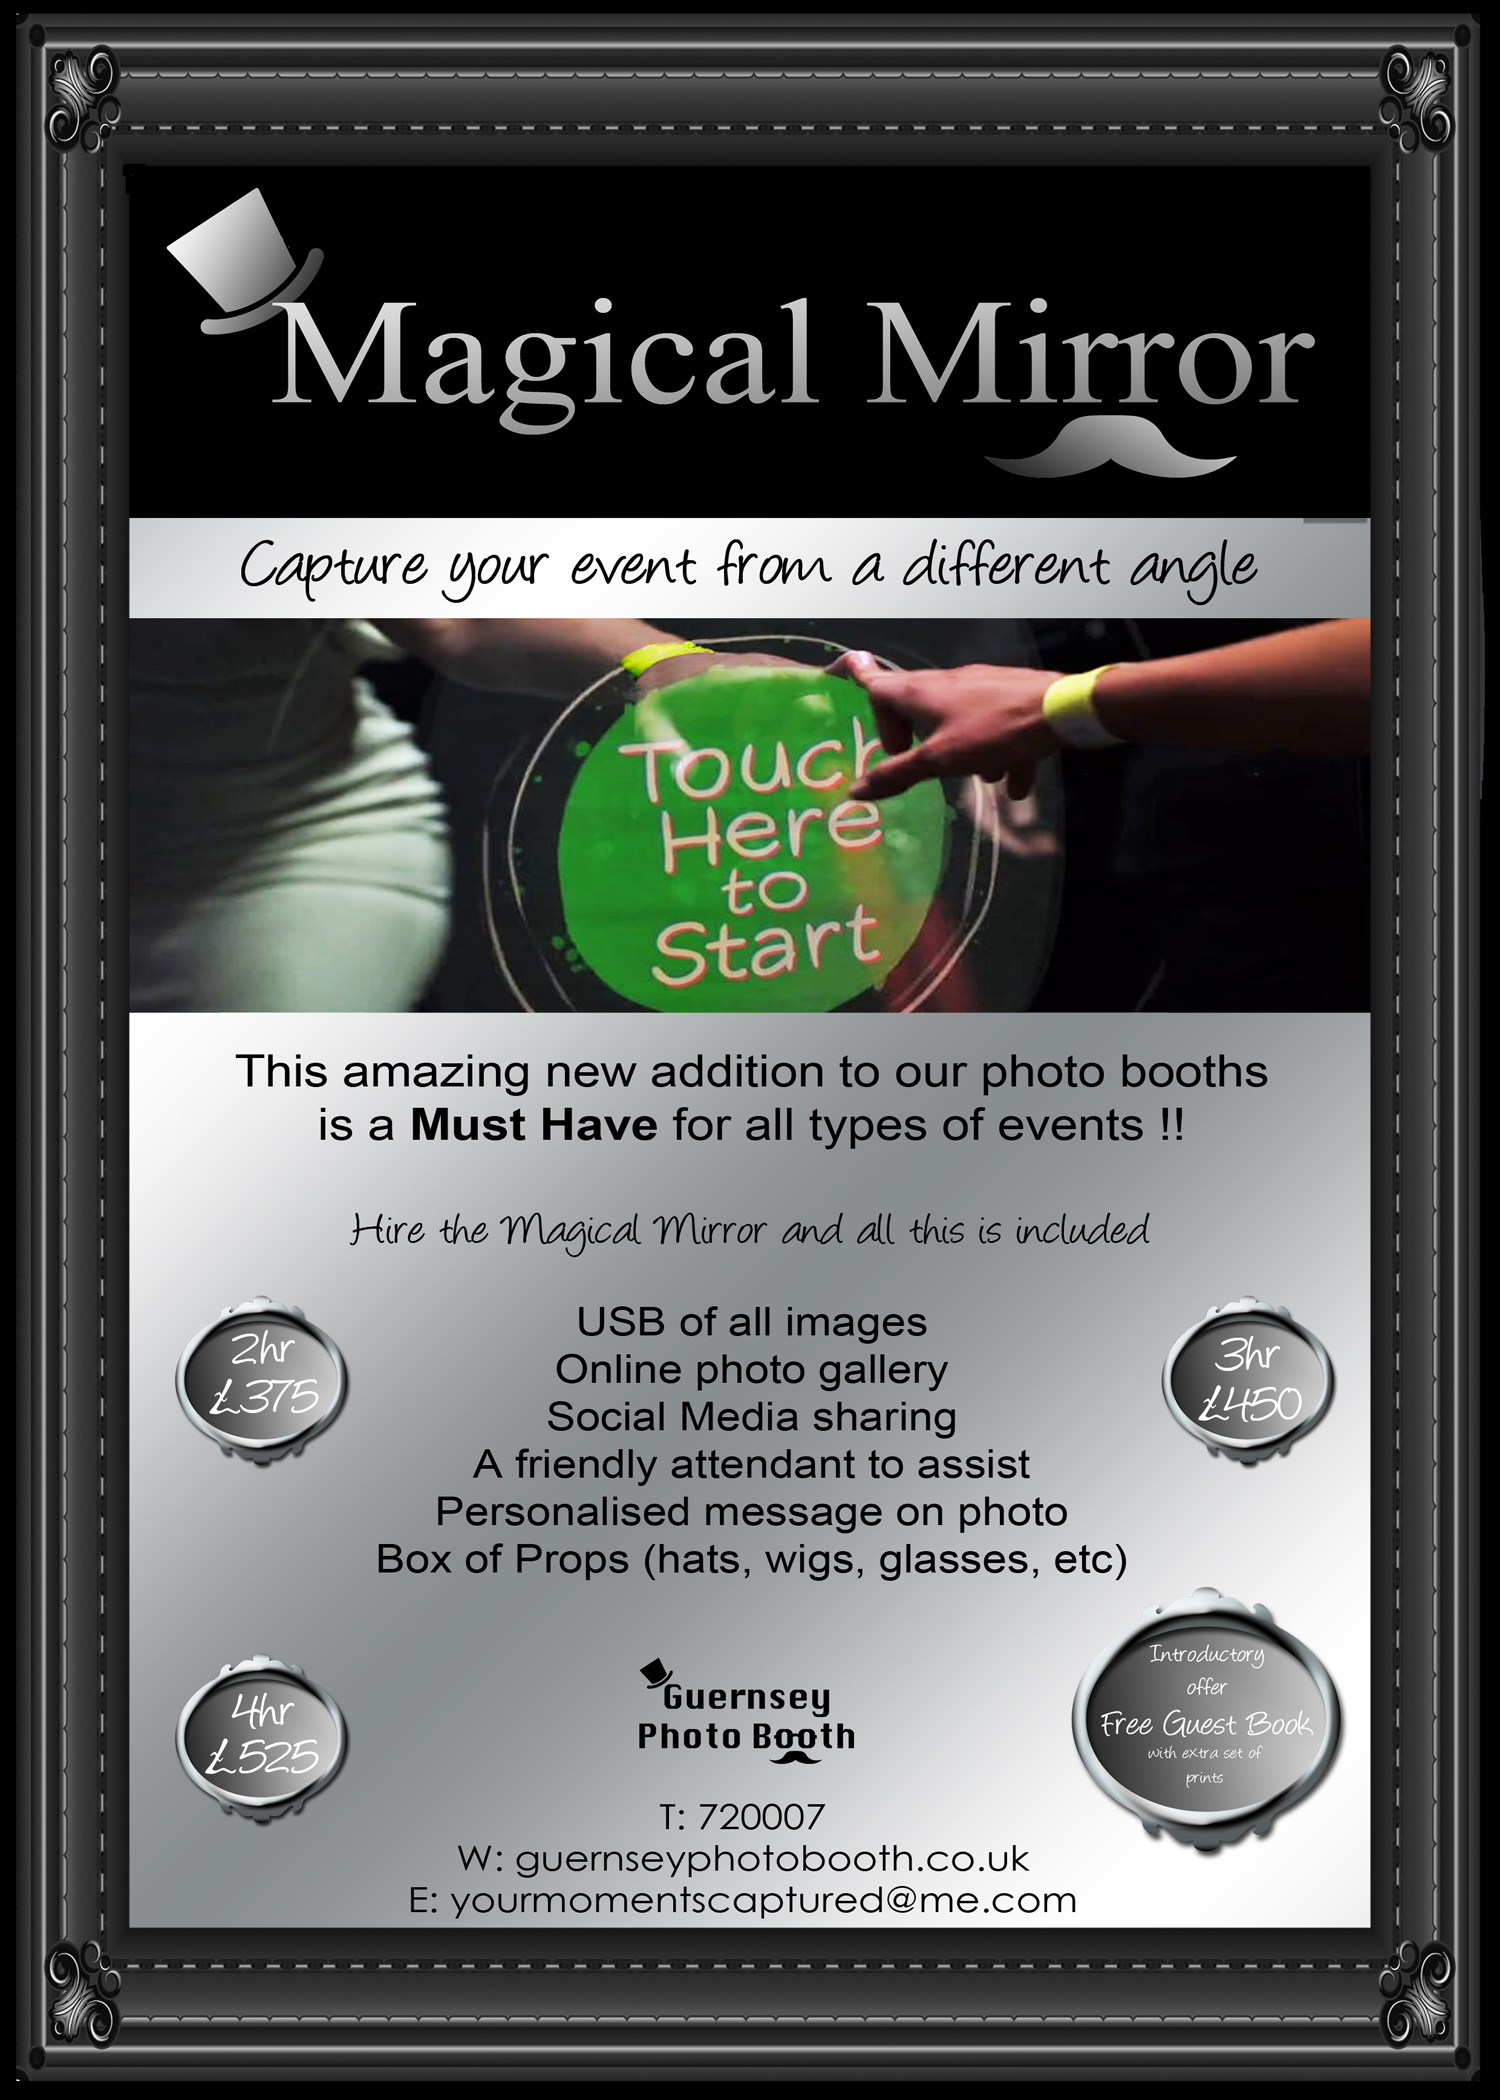 Magical Mirror
Capture your event from a different angle
Touch
Here
to
Start
This amazing new addition to our photo booths
is a Must Have for all types of events !!
Hire the Magical Mirror and all this is included
2hr
£375
3hr
£450
USB of all images
Online photo gallery
Social Media sharing
A friendly attendant to assist
Personalised message on photo
Box of Props (hats, wigs, glasses, etc)
4hr
£525
Introductory
offer
Free Guest Book
with extra set of
prints
Guernsey
Photo Booth
T: 720007
W: guernseyphotobooth.co.uk
E: yourmomentscaptured@me.com